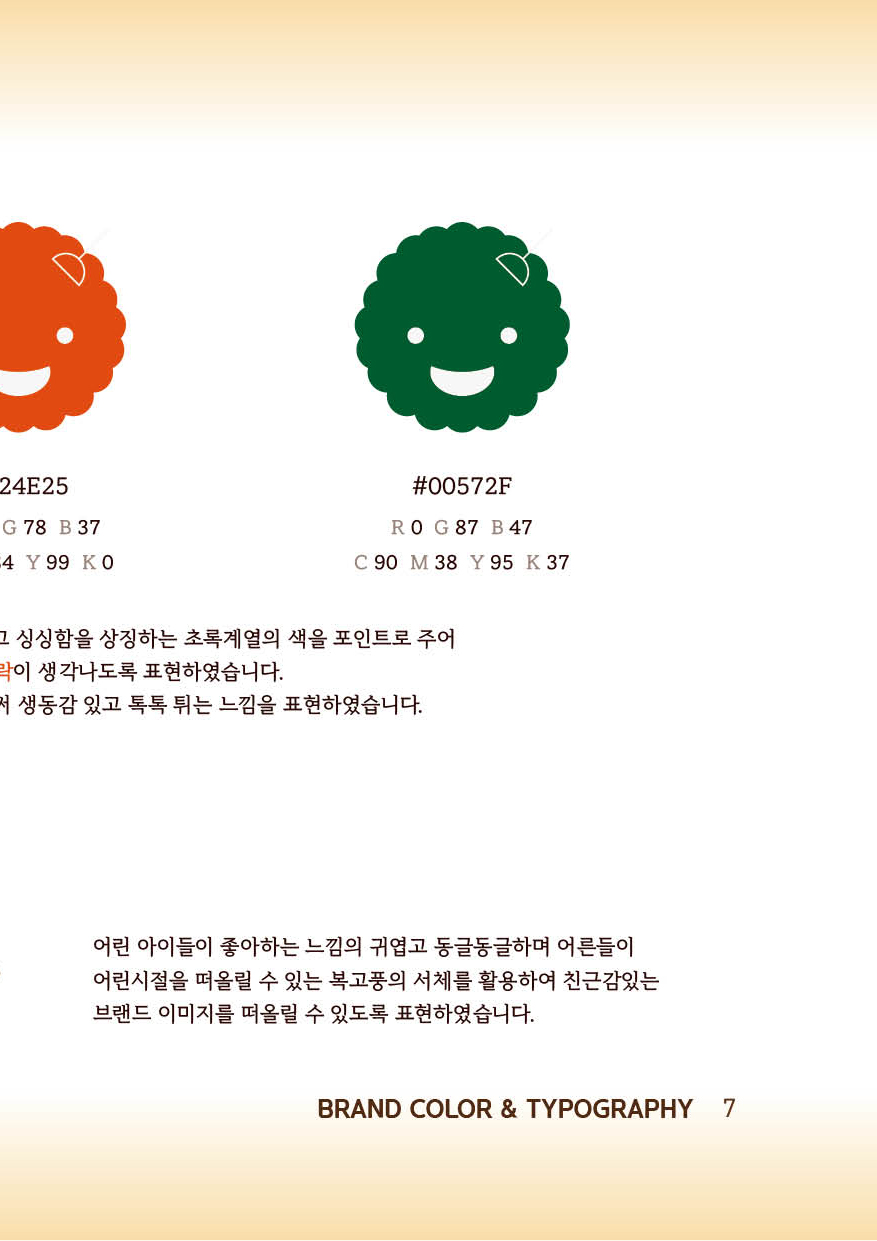 24E25
G 78 B 37
4 Y 99 K 0
#00572F
R 0 G 87 B 47
C 90 M 38 Y 95 K 37
고 싱싱함을 상징하는 초록계열의 색을 포인트로 주어
락이 생각나도록 표현하였습니다.
생동감 있고 톡톡 튀는 느낌을 표현하였습니다.
어린 아이들이 좋아하는 느낌의 귀엽고 동글동글하며 어른들이
어린시절을 떠올릴 수 있는 복고풍의 서체를 활용하여 친근감있는
브랜드 이미지를 떠올릴 수 있도록 표현하였습니다.
BRAND COLOR & TYPOGRAPHY 7